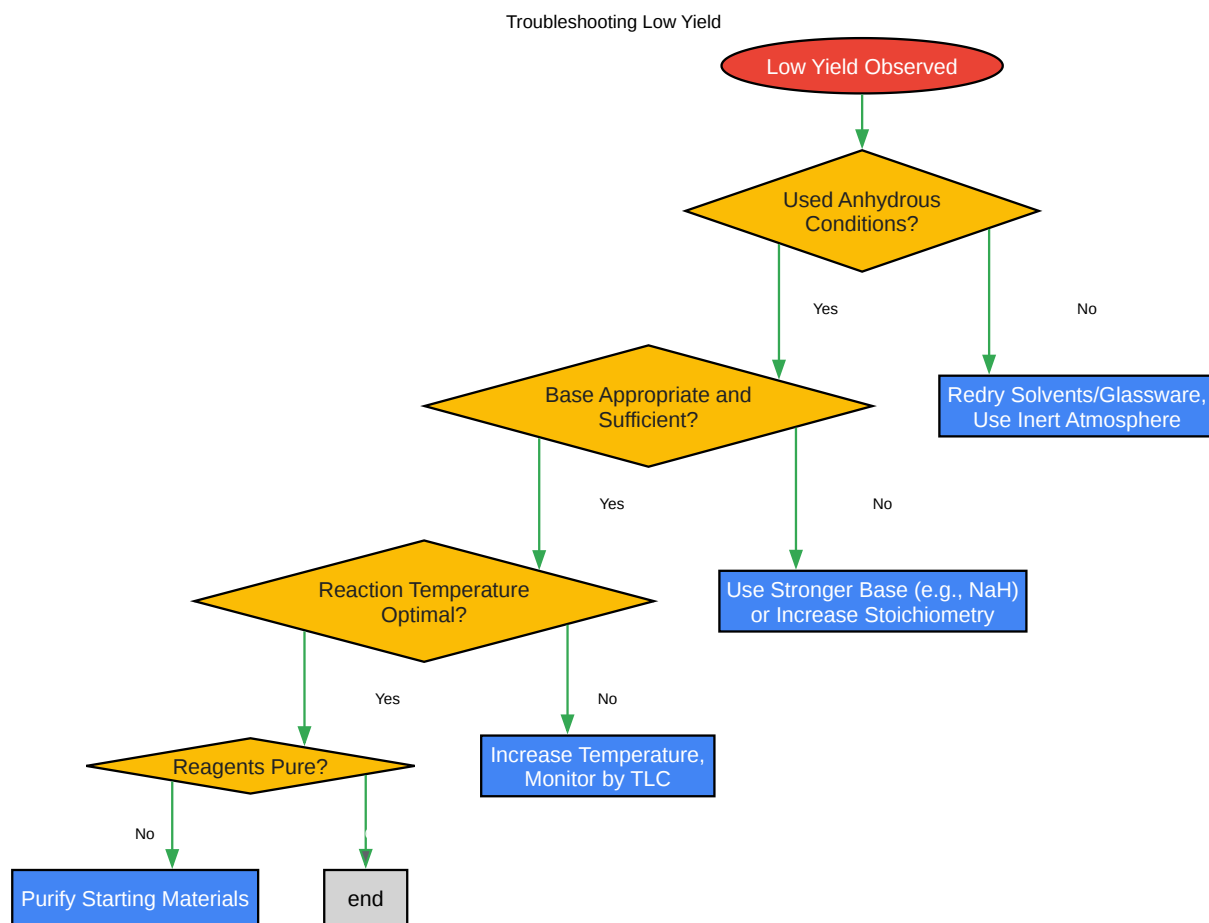 Troubleshooting Low Yield
Low Yield Observed
Used Anhydrous
Conditions?
Yes
No
Redry Solvents/Glassware,
Use Inert Atmosphere
Base Appropriate and
Sufficient?
Yes
No
Use Stronger Base (e.g., NaH)
or Increase Stoichiometry
Reaction Temperature
Optimal?
Yes
No
Increase Temperature,
Monitor by TLC
Reagents Pure?
No
Purify Starting Materials
end